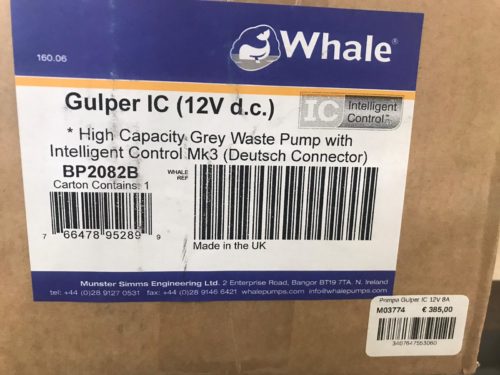 160.06
Whale®
Gulper IC (12V d.c.)
IC Intelligent Control™
* High Capacity Grey Waste Pump with
Intelligent Control Mk3 (Deutsch Connector)
BP2082B
WHALE REF
Carton Contains: 1
7 66478 95289 9
Made in the UK
Munster Simms Engineering Ltd. 2 Enterprise Road, Bangor BT19 7TA. N. Ireland
tel: +44 (0)28 9127 0531 fax: +44 (0)28 9146 6421 whalepumps.com info@whalepumps.com
Pompa Gulper IC 12V 8A
M03774 € 385,00
3467847553060